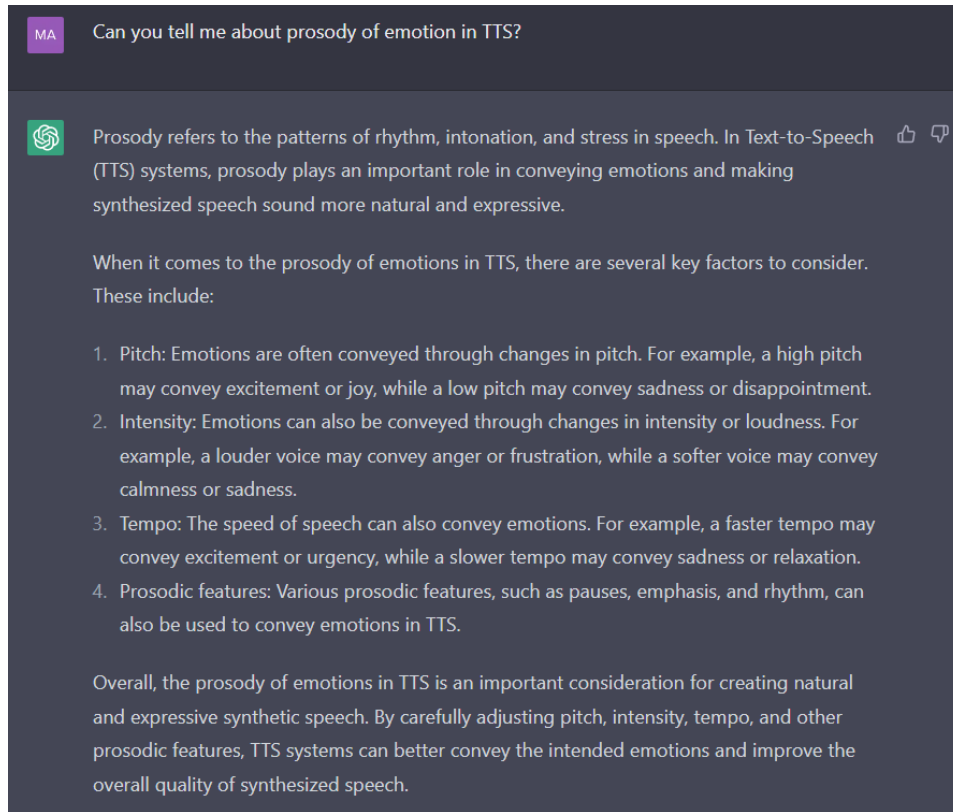 MA
Can you tell me about prosody of emotion in TTS?
Prosody refers to the patterns of rhythm, intonation, and stress in speech. In Text-to-Speech
(TTS) systems, prosody plays an important role in conveying emotions and making
synthesized speech sound more natural and expressive.
When it comes to the prosody of emotions in TTS, there are several key factors to consider.
These include:
1. Pitch: Emotions are often conveyed through changes in pitch. For example, a high pitch
may convey excitement or joy, while a low pitch may convey sadness or disappointment.
2. Intensity: Emotions can also be conveyed through changes in intensity or loudness. For
example, a louder voice may convey anger or frustration, while a softer voice may convey
calmness or sadness.
3. Tempo: The speed of speech can also convey emotions. For example, a faster tempo may
convey excitement or urgency, while a slower tempo may convey sadness or relaxation.
4. Prosodic features: Various prosodic features, such as pauses, emphasis, and rhythm, can
also be used to convey emotions in TTS.
Overall, the prosody of emotions in TTS is an important consideration for creating natural
and expressive synthetic speech. By carefully adjusting pitch, intensity, tempo, and other
prosodic features, TTS systems can better convey the intended emotions and improve the
overall quality of synthesized speech.